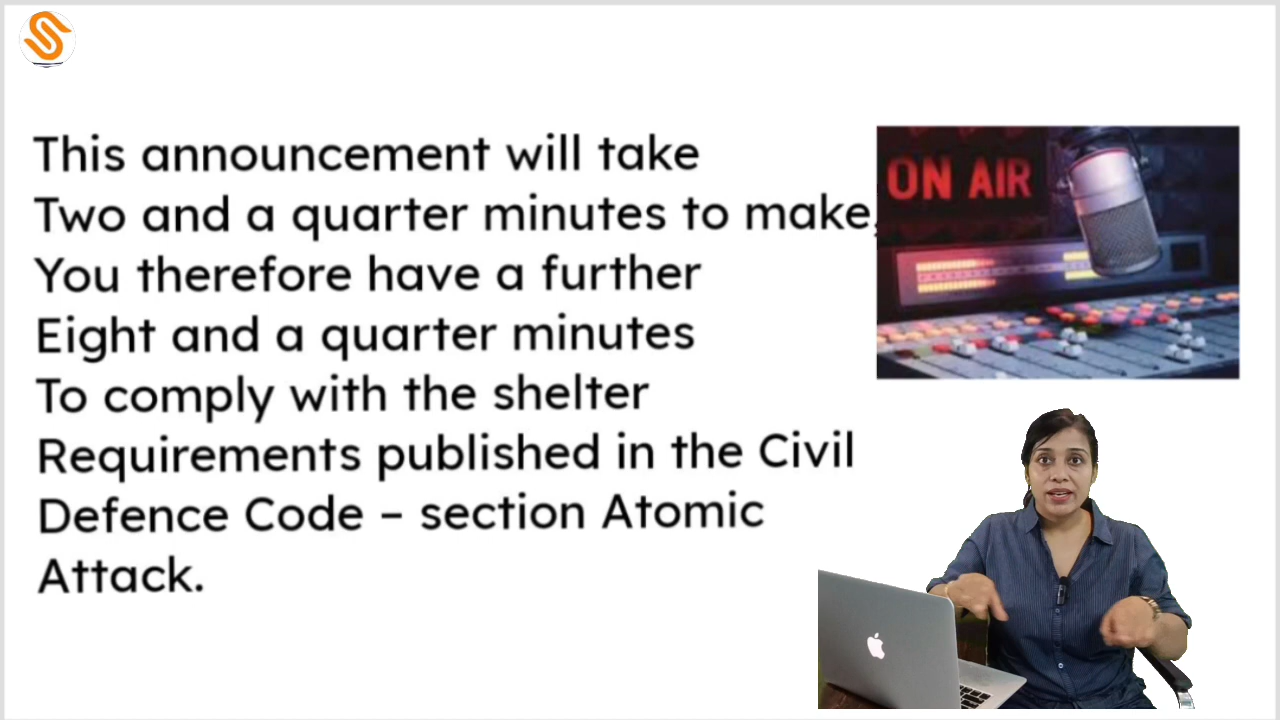 This announcement will take
Two and a quarter minutes to make,
You therefore have a further
Eight and a quarter minutes
To comply with the shelter
Requirements published in the Civil
Defence Code – section Atomic
Attack.
ON AIR